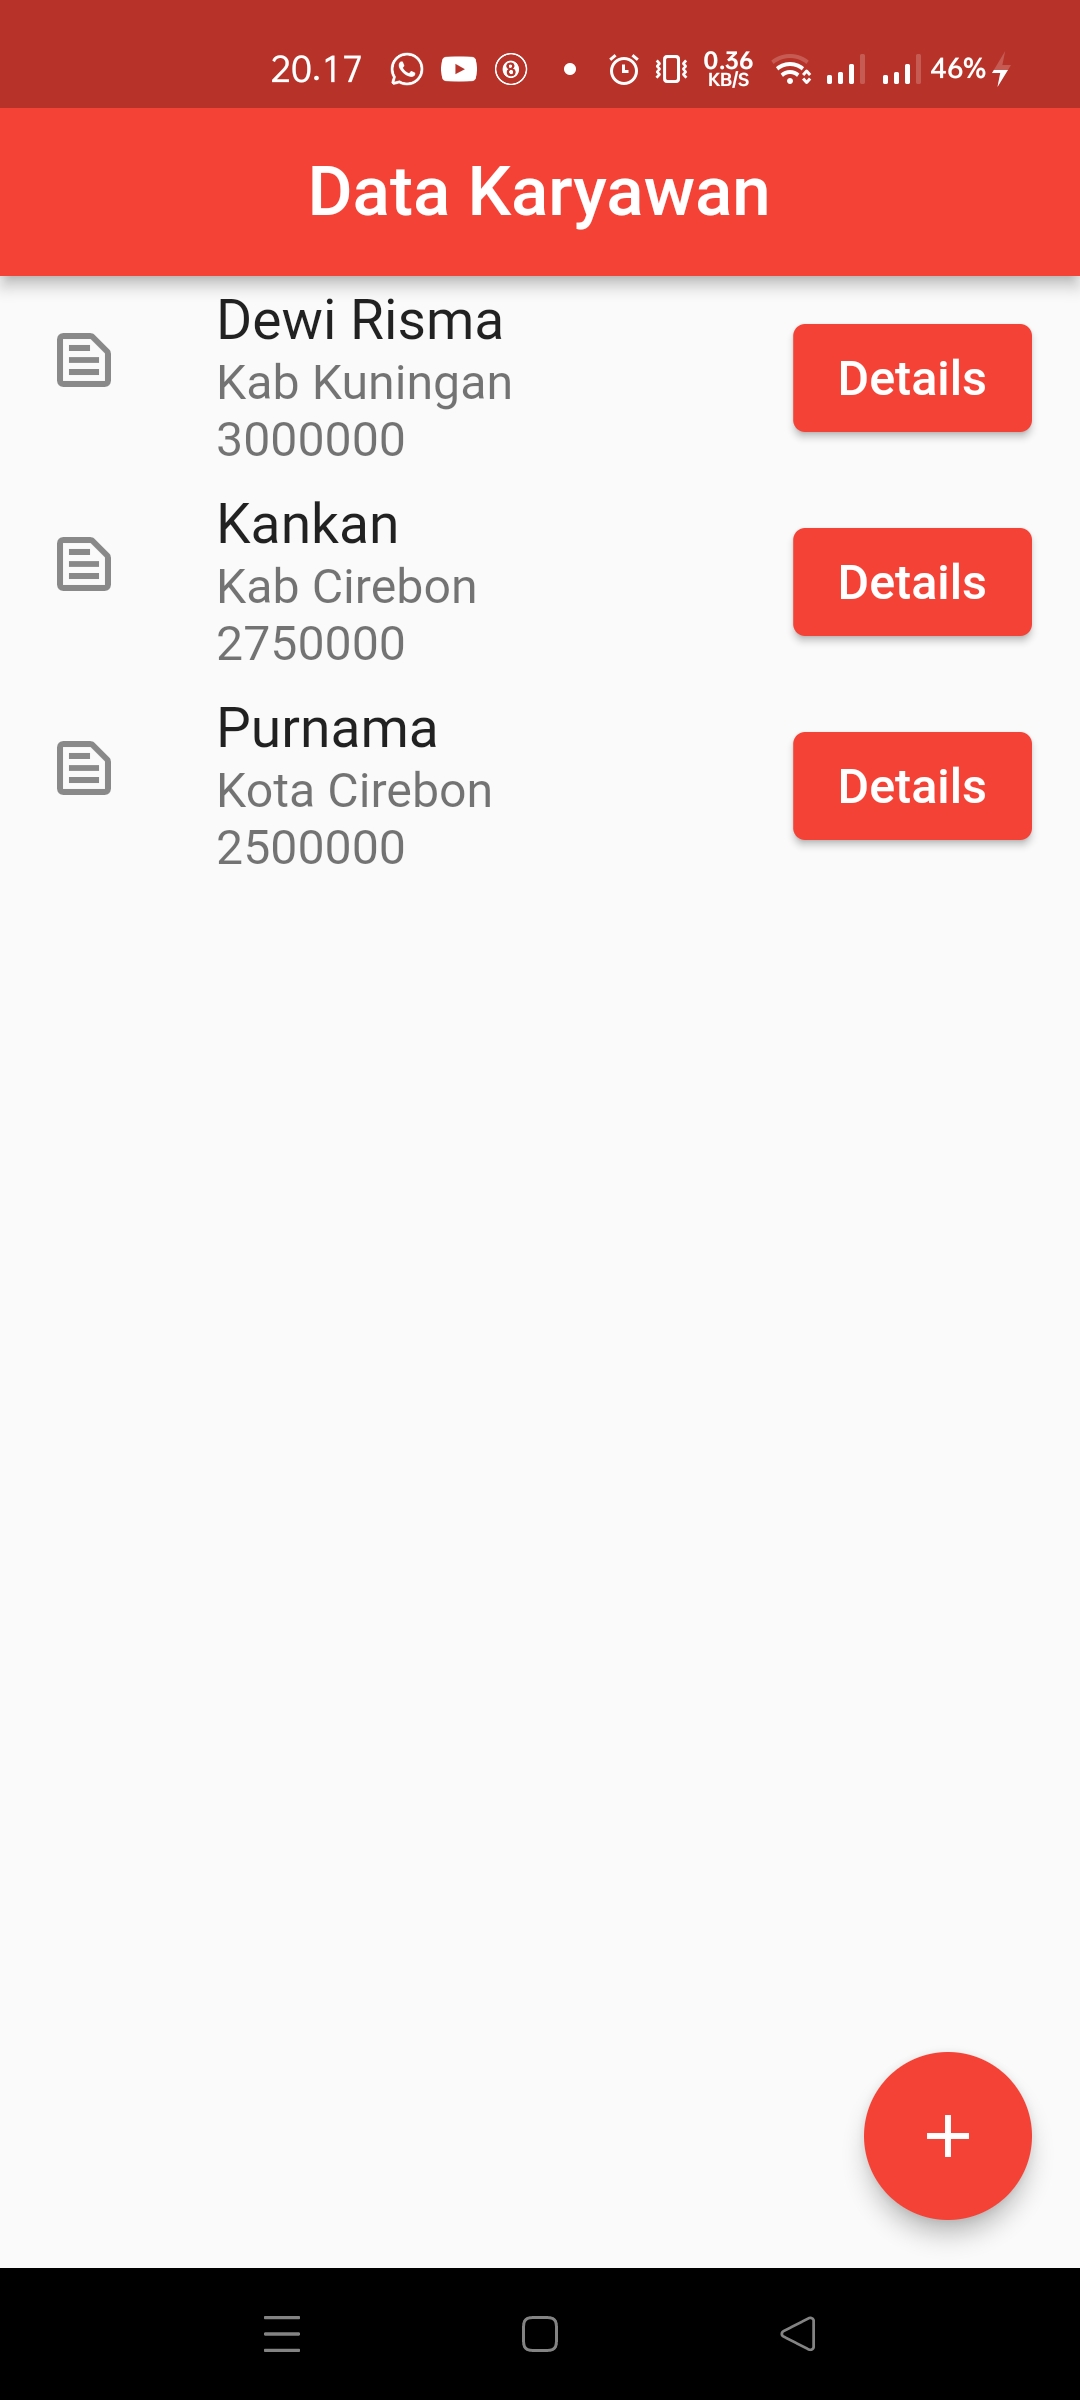 20.17 0.36 KB/S 46%
Data Karyawan
Dewi Risma
Kab Kuningan
3000000
Details
Kankan
Kab Cirebon
2750000
Details
Purnama
Kota Cirebon
2500000
Details